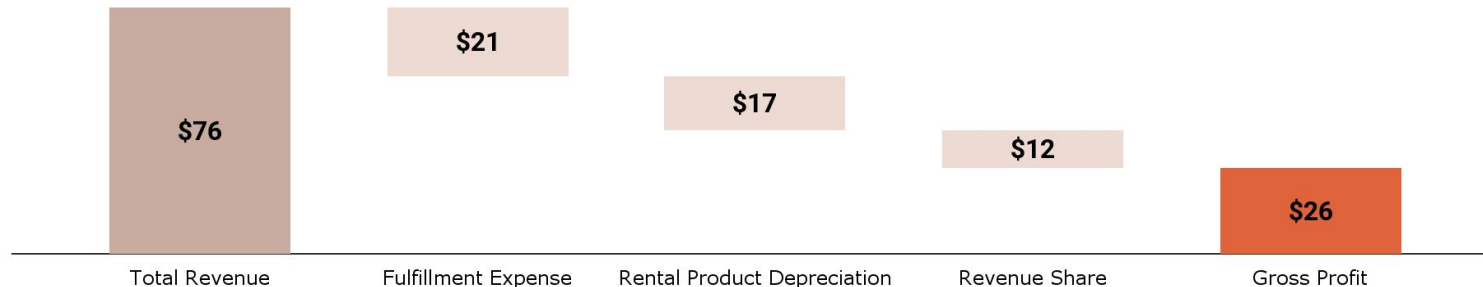 $76
$21
$17
$12
$26
Total Revenue
Fulfillment Expense
Rental Product Depreciation
Revenue Share
Gross Profit